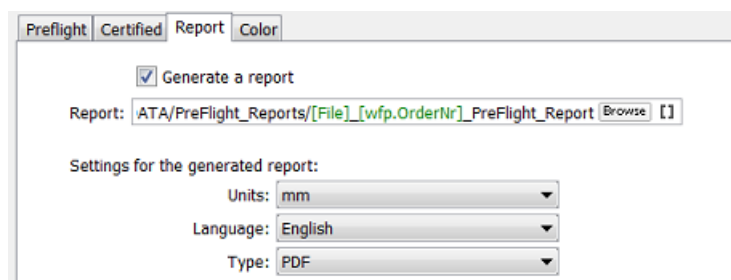 Preflight Certified Report Color
Generate a report
Report: ATA/PreFlight_Reports/[File]_[wfp.OrderNr]_PreFlight_Report Browse []
Settings for the generated report:
Units: mm
Language: English
Type: PDF